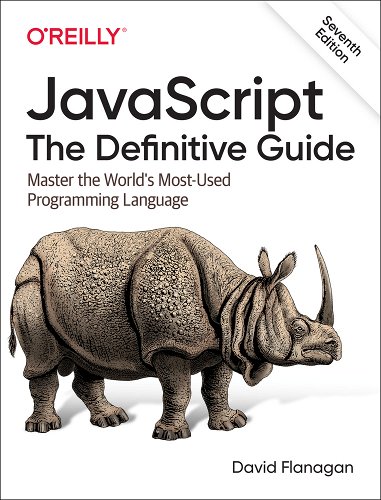 O'REILLY®
Seventh
Edition
JavaScript
The Definitive Guide
Master the World's Most-Used
Programming Language
David Flanagan